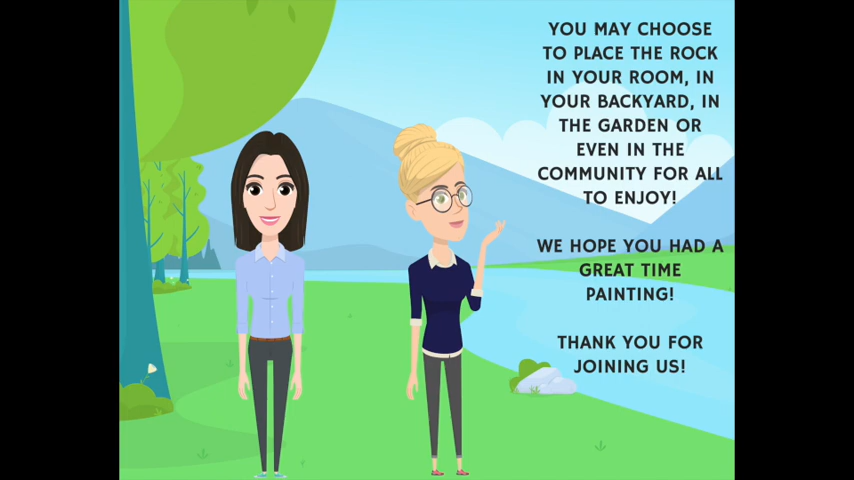 YOU MAY CHOOSE
TO PLACE THE ROCK
IN YOUR ROOM, IN
YOUR BACKYARD, IN
THE GARDEN OR
EVEN IN THE
COMMUNITY FOR ALL
TO ENJOY!
WE HOPE YOU HAD A
GREAT TIME
PAINTING!
THANK YOU FOR
JOINING US!